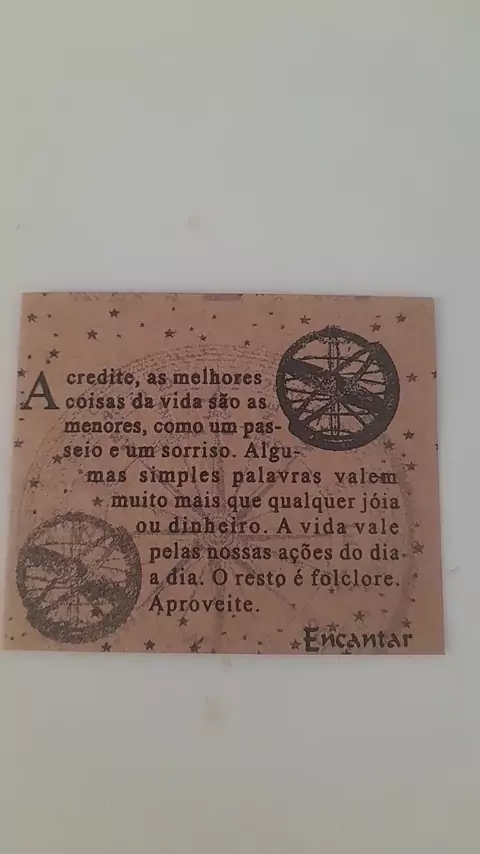 Acredite, as melhores
coisas da vida são as
menores, como um pas-
seio e um sorriso. Algu-
mas simples palavras valem
muito mais que qualquer jóia
ou dinheiro. A vida vale
pelas nossas ações do dia
a dia. O resto é folclore.
Aproveite.
Encantar